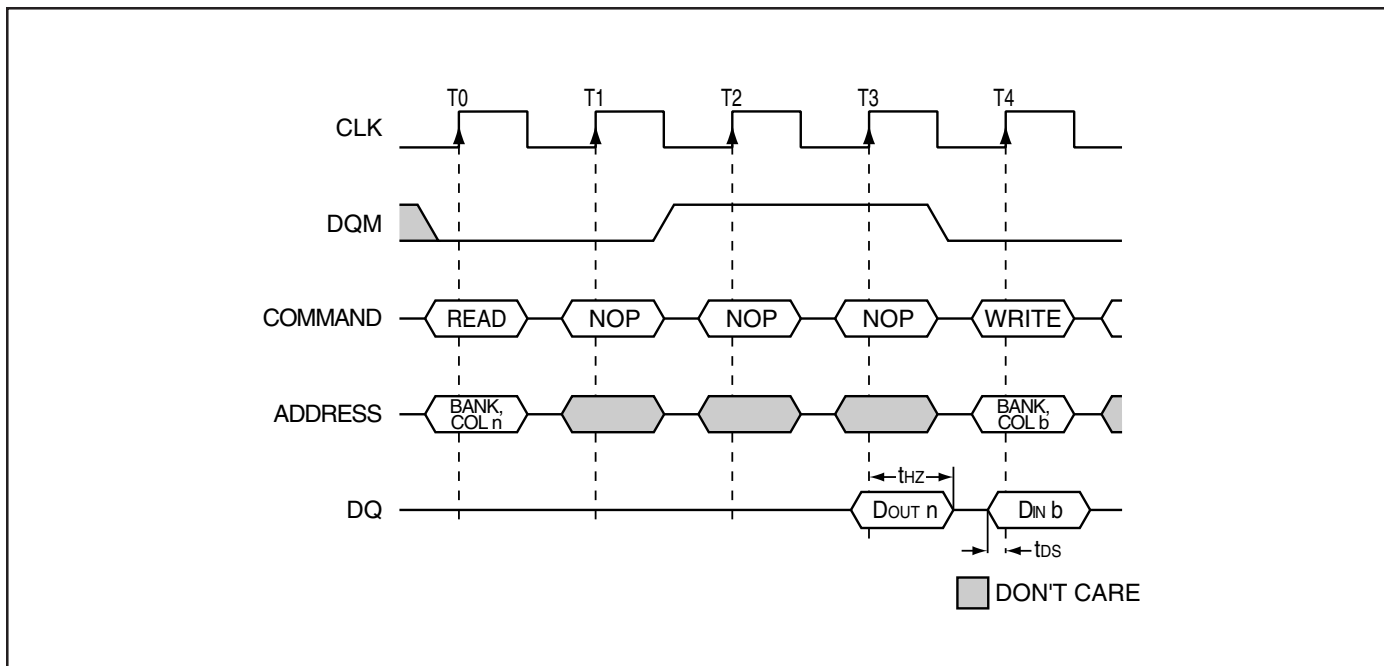 T0 T1 T2 T3 T4
CLK
DQM
COMMAND READ NOP NOP NOP WRITE
ADDRESS BANK, COL n BANK, COL b
tHZ
DQ DOUT n DIN b
tDS
DON'T CARE